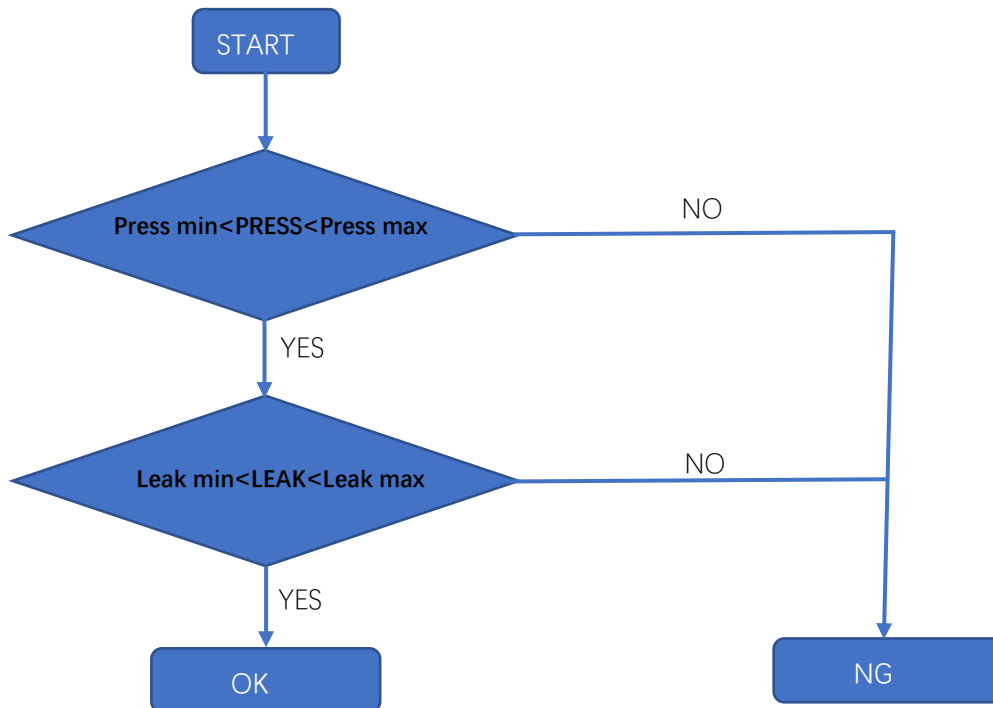 START
Press min<PRESS<Press max
NO
YES
Leak min<LEAK<Leak max
NO
YES
OK
NG